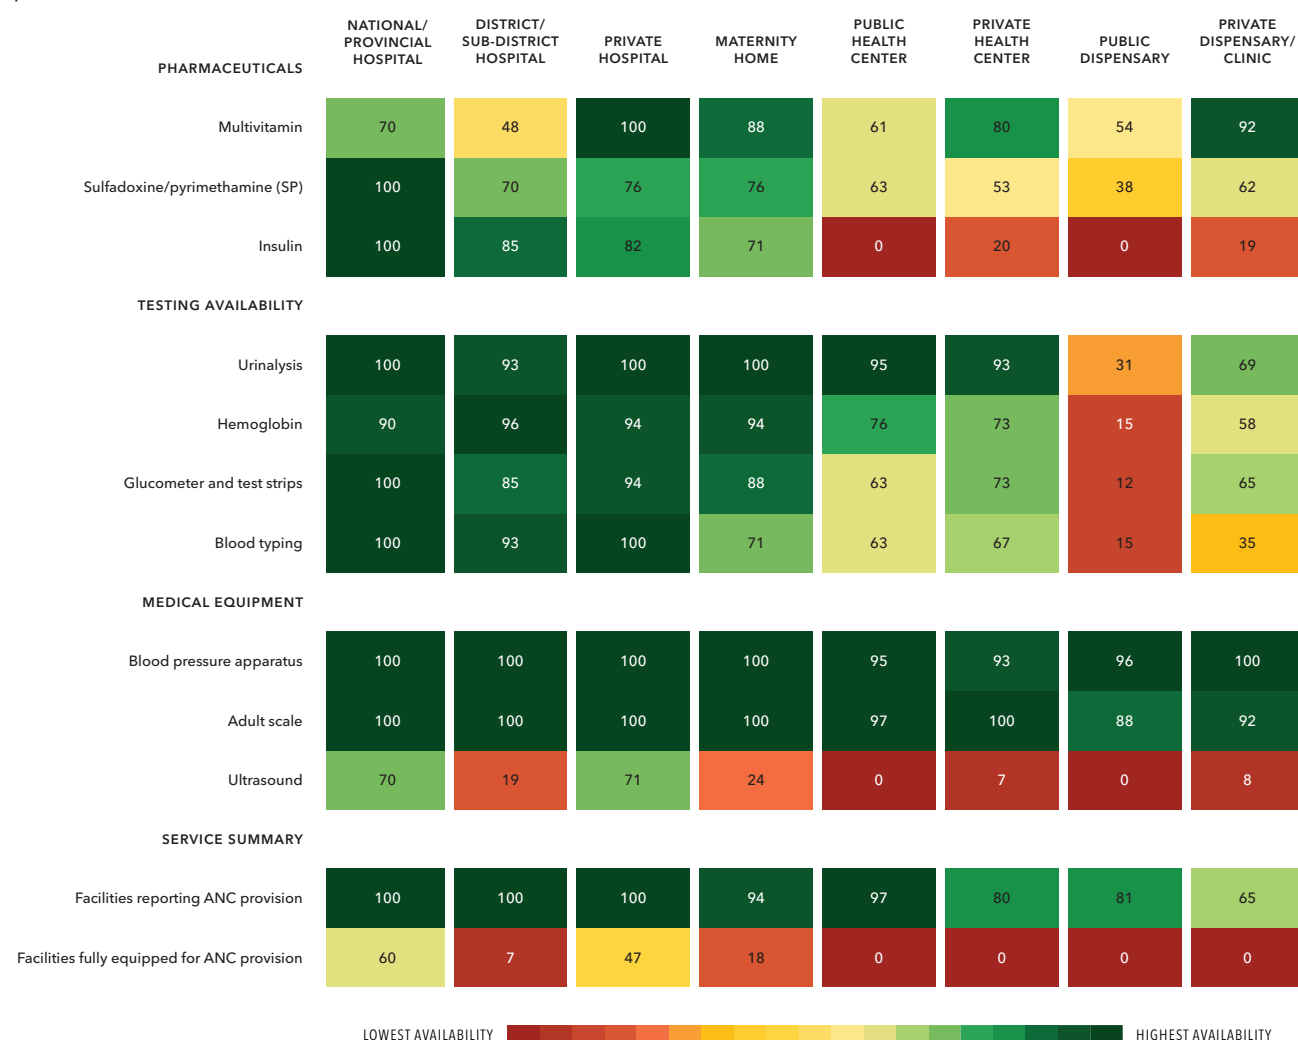 PHARMACEUTICALS
NATIONAL/
PROVINCIAL
HOSPITAL
DISTRICT/
SUB-DISTRICT
HOSPITAL
PRIVATE
HOSPITAL
MATERNITY
HOME
PUBLIC
HEALTH
CENTER
PRIVATE
HEALTH
CENTER
PUBLIC
DISPENSARY
PRIVATE
DISPENSARY/
CLINIC
Multivitamin 70 48 100 88 61 80 54 92
Sulfadoxine/pyrimethamine (SP) 100 70 76 76 63 53 38 62
Insulin 100 85 82 71 0 20 0 19
TESTING AVAILABILITY
Urinalysis 100 93 100 100 95 93 31 69
Hemoglobin 90 96 94 94 76 73 15 58
Glucometer and test strips 100 85 94 88 63 73 12 65
Blood typing 100 93 100 71 63 67 15 35
MEDICAL EQUIPMENT
Blood pressure apparatus 100 100 100 100 95 93 96 100
Adult scale 100 100 100 100 97 100 88 92
Ultrasound 70 19 71 24 0 7 0 8
SERVICE SUMMARY
Facilities reporting ANC provision 100 100 100 94 97 80 81 65
Facilities fully equipped for ANC provision 60 7 47 18 0 0 0 0
LOWEST AVAILABILITY HIGHEST AVAILABILITY